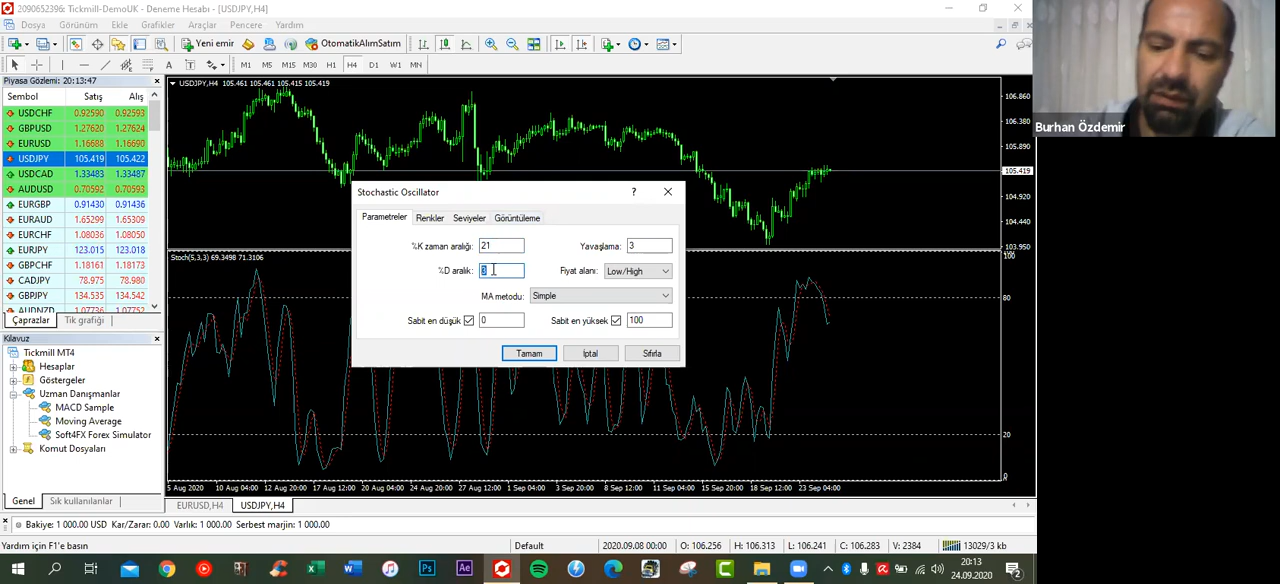 2090652396: Tickmill-DemoUK - Deneme Hesabı - [USDJPY,H4]
Dosya Görünüm Ekle Grafikler Araçlar Pencere Yardım
Yeni emir OtomatikAlımSatım
A T M1 M5 M15 M30 H1 H4 D1 W1 MN
Piyasa Gözlemi: 20:13:47
Sembol Satış Alış
USDCHF 0.92590 0.92593
GBPUSD 1.27620 1.27624
EURUSD 1.16688 1.16690
USDJPY 105.419 105.422
USDCAD 1.33483 1.33487
AUDUSD 0.70592 0.70593
EURGBP 0.91430 0.91436
EURAUD 1.65299 1.65309
EURCHF 1.08036 1.08050
EURJPY 123.015 123.018
GBPCHF 1.18161 1.18173
CADJPY 78.975 78.980
GBPJPY 134.535 134.542
AUDNZD 1.07736 1.07752
Çaprazlar Tik grafiği
Kılavuz
Tickmill MT4
Hesaplar
Göstergeler
Uzman Danışmanlar
MACD Sample
Moving Average
Soft4FX Forex Simulator
Komut Dosyaları
Genel Sık kullanılanlar
USDJPY,H4 105.461 105.461 105.415 105.419
106.860
106.380
105.890
105.419
104.920
104.440
103.950
Stochastic Oscillator ?
Parametreler Renkler Seviyeler Görüntüleme
%K zaman aralığı: 21 Yavaşlama: 3
%D aralık: 3 Fiyat alanı: Low/High
MA metodu: Simple
Sabit en düşük 0 Sabit en yüksek 100
Tamam İptal Sıfırla
Stoch(5,3,3) 69.3498 71.3106
100
80
20
0
5 Aug 2020 10 Aug 04:00 12 Aug 20:00 17 Aug 12:00 20 Aug 04:00 24 Aug 20:00 27 Aug 12:00 1 Sep 04:00 3 Sep 20:00 8 Sep 12:00 11 Sep 04:00 15 Sep 20:00 18 Sep 12:00 23 Sep 04:00
EURUSD,H4 USDJPY,H4
Bakiye: 1 000.00 USD Kar/Zarar: 0.00 Varlık: 1 000.00 Serbest marjin: 1 000.00
Yardım için F1'e basın Default 2020.09.08 00:00 O: 106.256 H: 106.313 L: 106.241 C: 106.283 V: 2384 13029/3 kb
20:13
24.09.2020
2
Burhan Özdemir